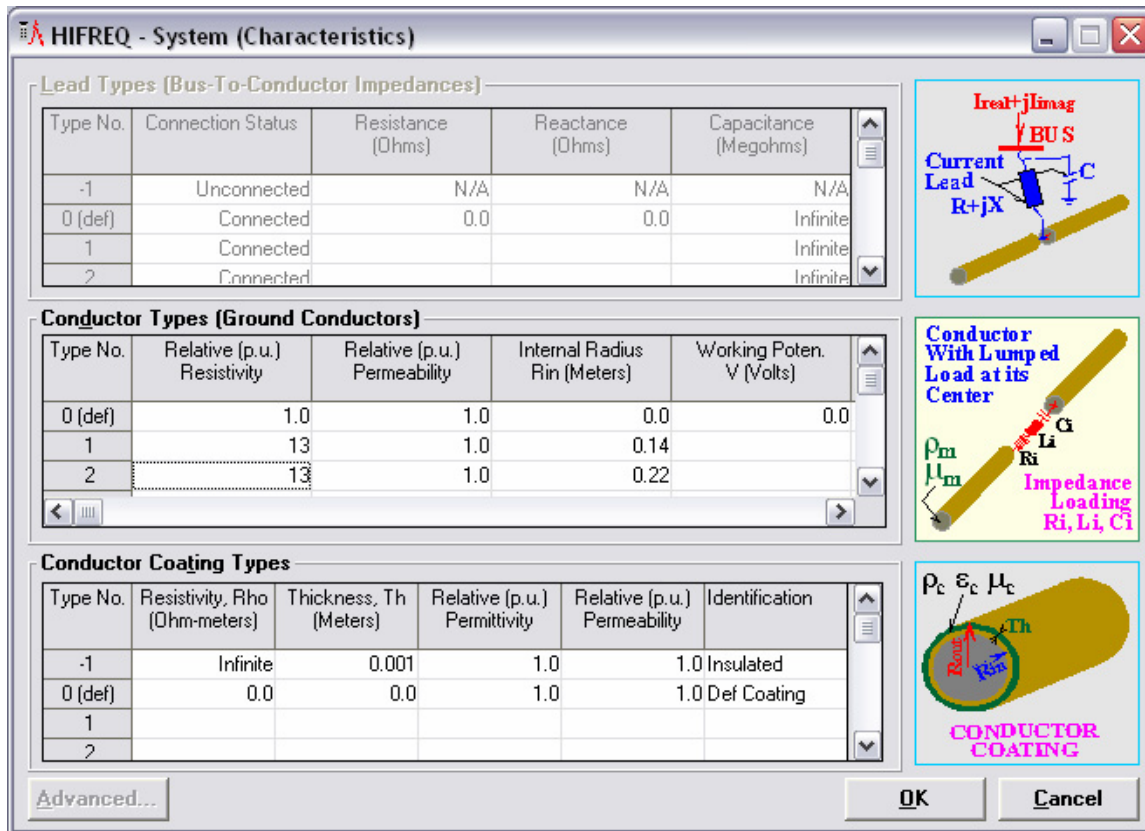 HIFREQ - System (Characteristics)
Lead Types (Bus-To-Conductor Impedances)
Type No. Connection Status Resistance (Ohms) Reactance (Ohms) Capacitance (Megohms)
-1 Unconnected N/A N/A N/A
0 (def) Connected 0.0 0.0 Infinite
1 Connected Infinite
2 Connected Infinite
Ireal+jIimag
BUS
Current
Lead
C
R+jX
Conductor Types (Ground Conductors)
Type No. Relative (p.u.) Resistivity Relative (p.u.) Permeability Internal Radius Rin (Meters) Working Poten. V (Volts)
0 (def) 1.0 1.0 0.0 0.0
1 13 1.0 0.14
2 13 1.0 0.22
Conductor
With Lumped
Load at its
Center
Ci
Li
Ri
ρm
μm
Impedance
Loading
Ri, Li, Ci
Conductor Coating Types
Type No. Resistivity, Rho (Ohm-meters) Thickness, Th (Meters) Relative (p.u.) Permittivity Relative (p.u.) Permeability Identification
-1 Infinite 0.001 1.0 1.0 Insulated
0 (def) 0.0 0.0 1.0 1.0 Def Coating
1
2
ρc εc μc
Th
Rout
Rin
CONDUCTOR
COATING
Advanced...
OK
Cancel